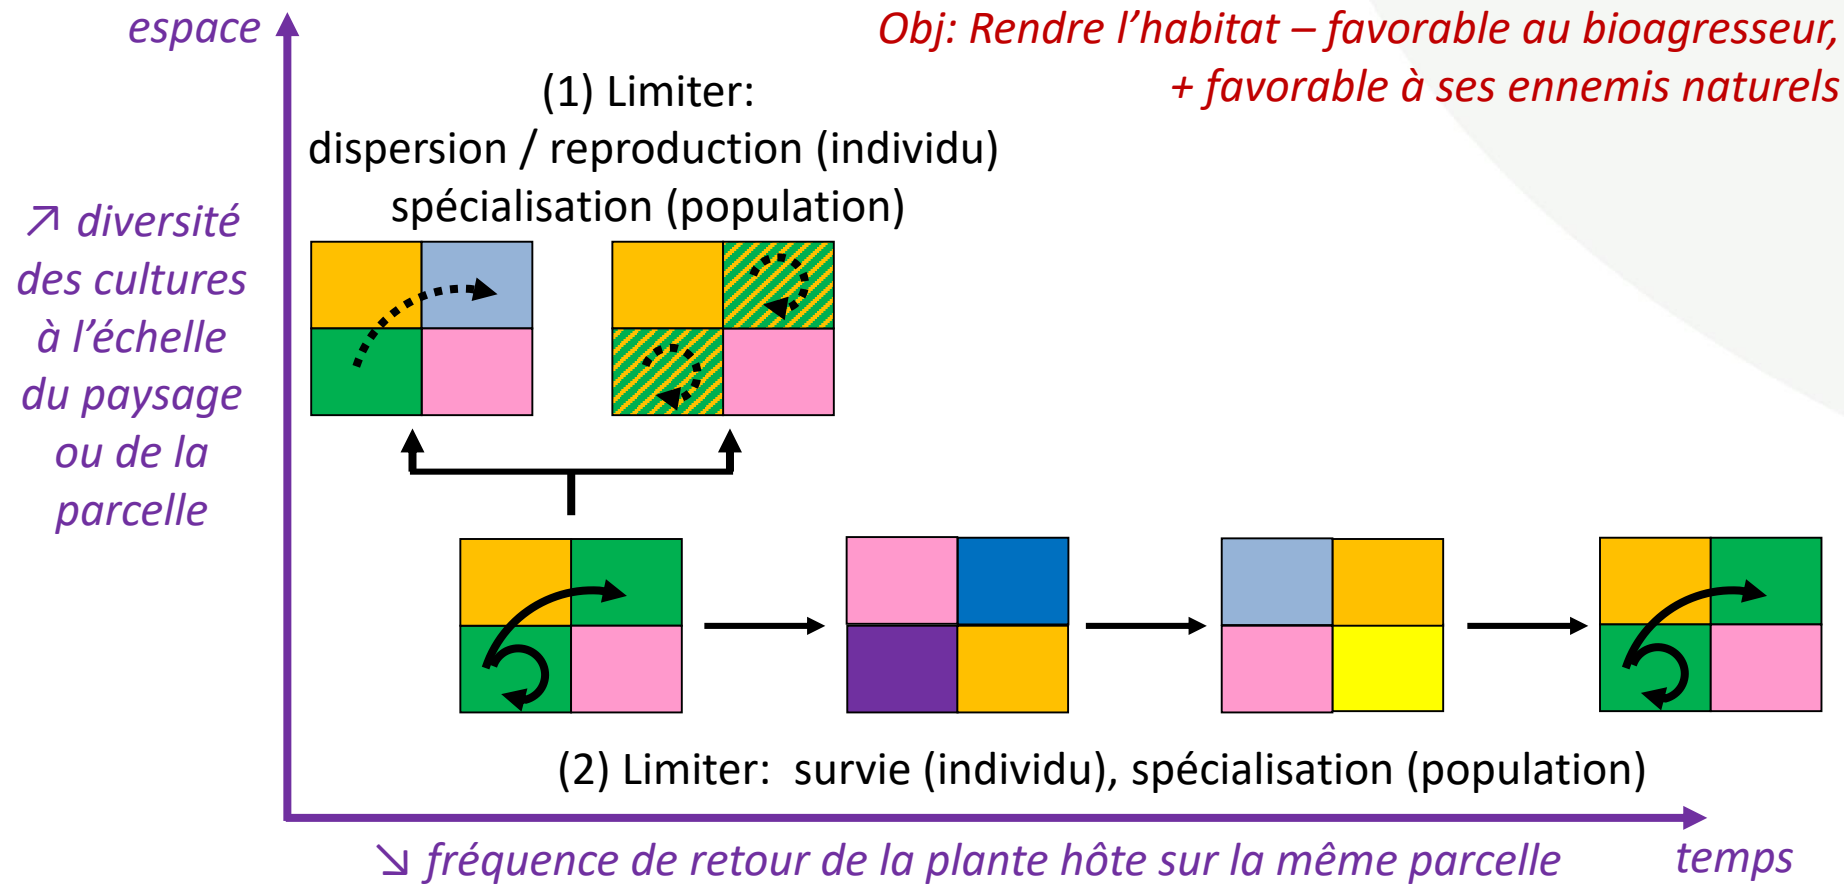 espace
Obj: Rendre l’habitat – favorable au bioagresseur,
+ favorable à ses ennemis naturels
(1) Limiter:
dispersion / reproduction (individu)
spécialisation (population)
↗ diversité
des cultures
à l’échelle
du paysage
ou de la
parcelle
(2) Limiter: survie (individu), spécialisation (population)
↘ fréquence de retour de la plante hôte sur la même parcelle
temps